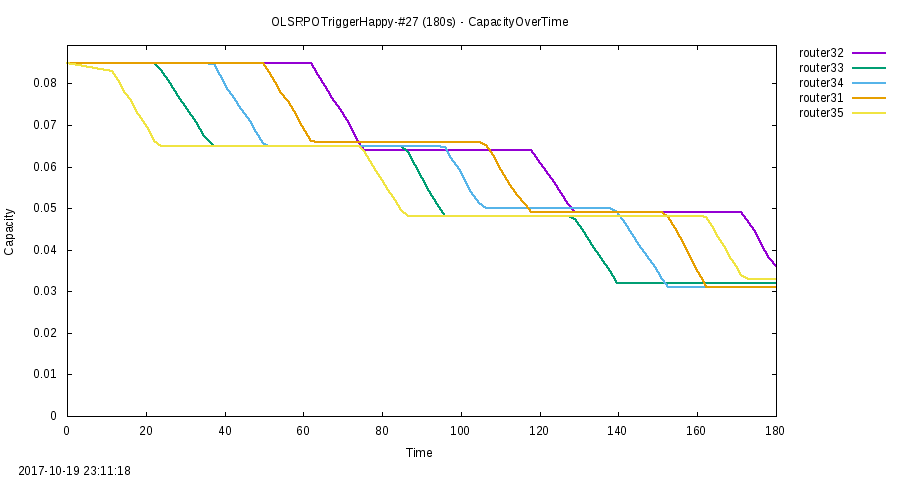 OLSRPOTriggerHappy-#27 (180s) - CapacityOverTime
router32
router33
router34
router31
router35
0.08
0.07
0.06
0.05
0.04
0.03
0.02
0.01
0
Capacity
0 20 40 60 80 100 120 140 160 180
Time
2017-10-19 23:11:18